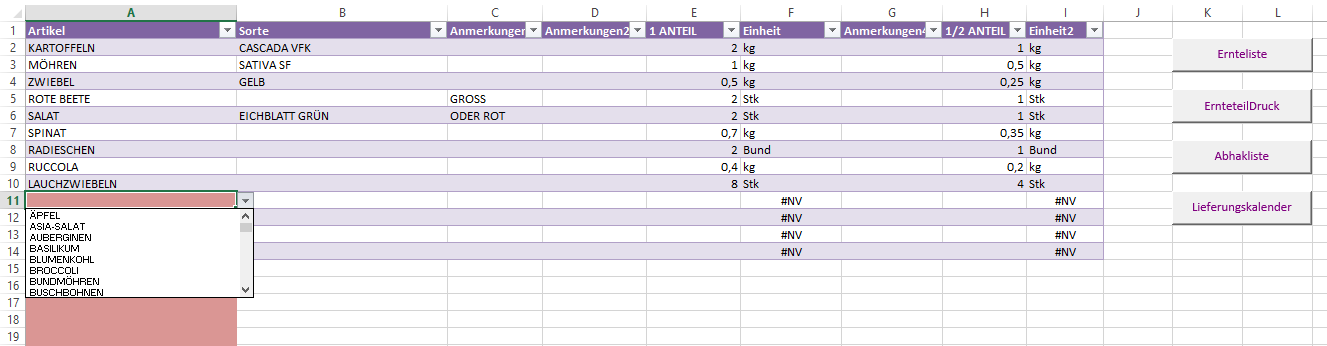 A B C D E F G H I J K L
1 Artikel Sorte Anmerkungen Anmerkungen2 1 ANTEIL Einheit Anmerkungen4 1/2 ANTEIL Einheit2
2 KARTOFFELN CASCADA VFK 2 kg 1 kg
Ernteliste
3 MÖHREN SATIVA SF 1 kg 0,5 kg
4 ZWIEBEL GELB 0,5 kg 0,25 kg
5 ROTE BEETE GROSS 2 Stk 1 Stk
ErnteteilDruck
6 SALAT EICHBLATT GRÜN ODER ROT 2 Stk 1 Stk
7 SPINAT 0,7 kg 0,35 kg
8 RADIESCHEN 2 Bund 1 Bund
Abhakliste
9 RUCCOLA 0,4 kg 0,2 kg
10 LAUCHZWIEBELN 8 Stk 4 Stk
11 #NV #NV
Lieferungskalender
12 #NV #NV
13 #NV #NV
14 #NV #NV
ÄPFEL
ASIA-SALAT
AUBERGINEN
BASILIKUM
BLUMENKOHL
BROCCOLI
BUNDMÖHREN
BUSCHBOHNEN
15
16
17
18
19